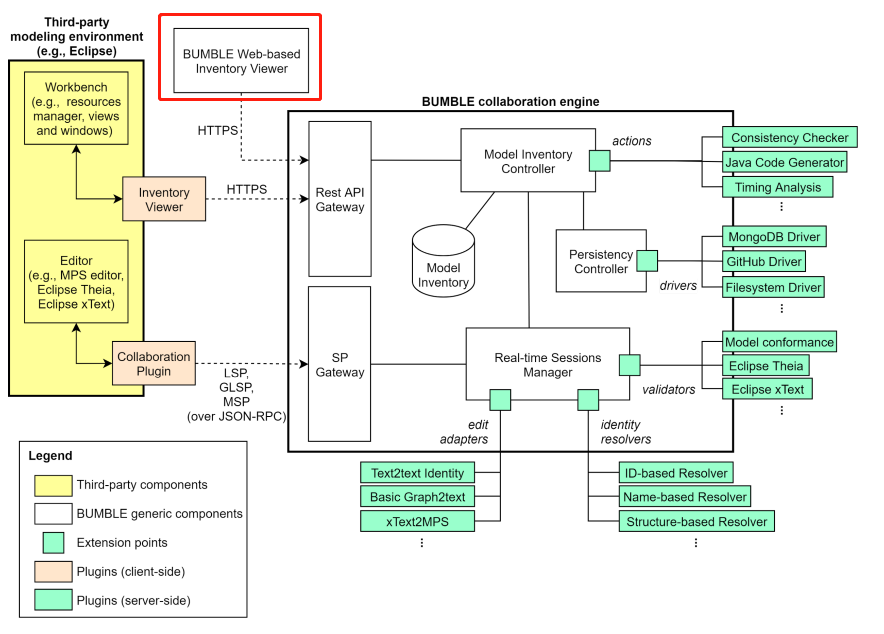 Third-party
modeling environment
(e.g., Eclipse)
Workbench
(e.g., resources
manager, views
and windows)
Inventory
Viewer
Editor
(e.g., MPS editor,
Eclipse Theia,
Eclipse xText)
Collaboration
Plugin
BUMBLE Web-based
Inventory Viewer
HTTPS
HTTPS
LSP,
GLSP,
MSP
(over JSON-RPC)
BUMBLE collaboration engine
Rest API
Gateway
SP
Gateway
Model Inventory
Controller
Model
Inventory
Persistency
Controller
Real-time Sessions
Manager
actions
Consistency Checker
Java Code Generator
Timing Analysis
drivers
MongoDB Driver
GitHub Driver
Filesystem Driver
validators
Model conformance
Eclipse Theia
Eclipse xText
edit
adapters
Text2text Identity
Basic Graph2text
xText2MPS
identity
resolvers
ID-based Resolver
Name-based Resolver
Structure-based Resolver
Legend
Third-party components
BUMBLE generic components
Extension points
Plugins (client-side)
Plugins (server-side)